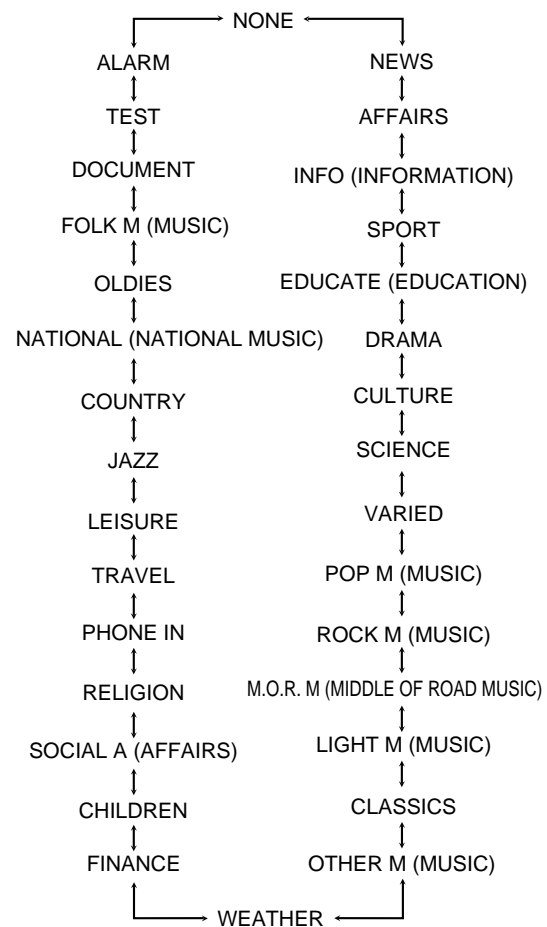 NONE
ALARM
NEWS
TEST
AFFAIRS
DOCUMENT
INFO (INFORMATION)
FOLK M (MUSIC)
SPORT
OLDIES
EDUCATE (EDUCATION)
NATIONAL (NATIONAL MUSIC)
DRAMA
COUNTRY
CULTURE
JAZZ
SCIENCE
LEISURE
VARIED
TRAVEL
POP M (MUSIC)
PHONE IN
ROCK M (MUSIC)
RELIGION
M.O.R. M (MIDDLE OF ROAD MUSIC)
SOCIAL A (AFFAIRS)
LIGHT M (MUSIC)
CHILDREN
CLASSICS
FINANCE
OTHER M (MUSIC)
WEATHER